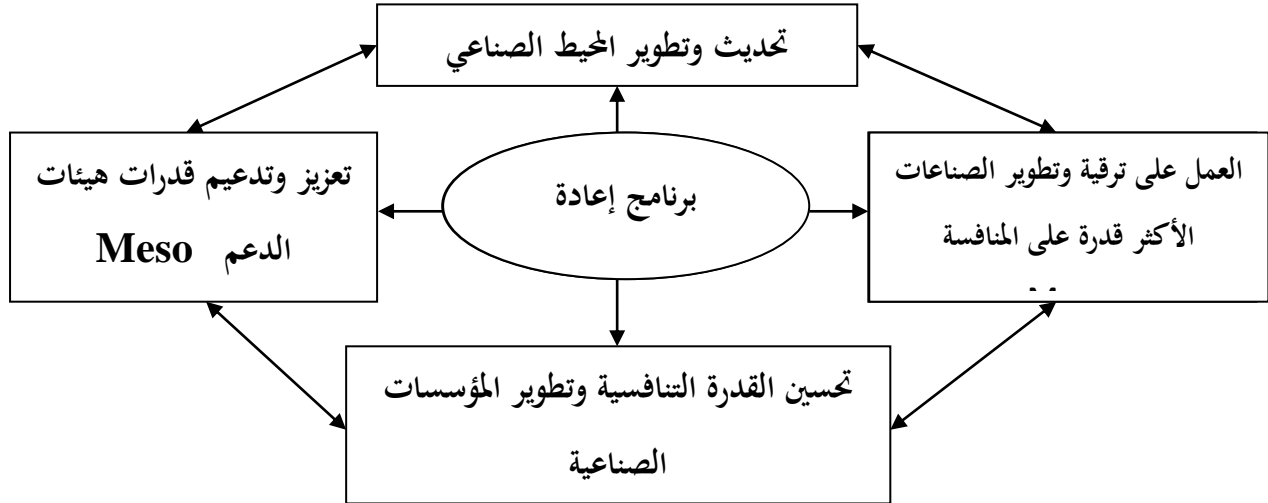 تحديث وتطوير المحيط الصناعي
العمل على ترقية وتطوير الصناعات
الأكثر قدرة على المنافسة
برنامج إعادة
تعزيز وتدعيم قدرات هيئات
الدعم Meso
تحسين القدرة التنافسية وتطوير المؤسسات
الصناعية